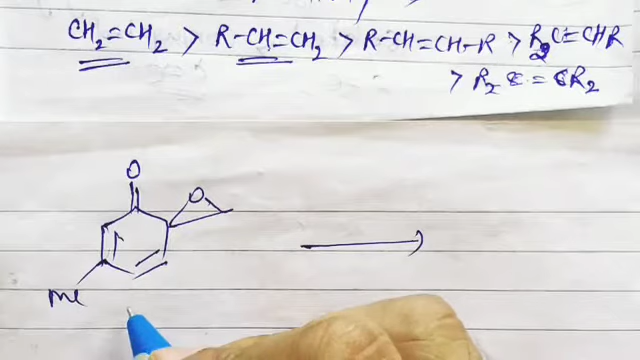 CH₂=CH₂ > R-CH=CH₂ > R-CH=CH-R > R₂C=CHR
> R₂C=CR₂
O
O
Me